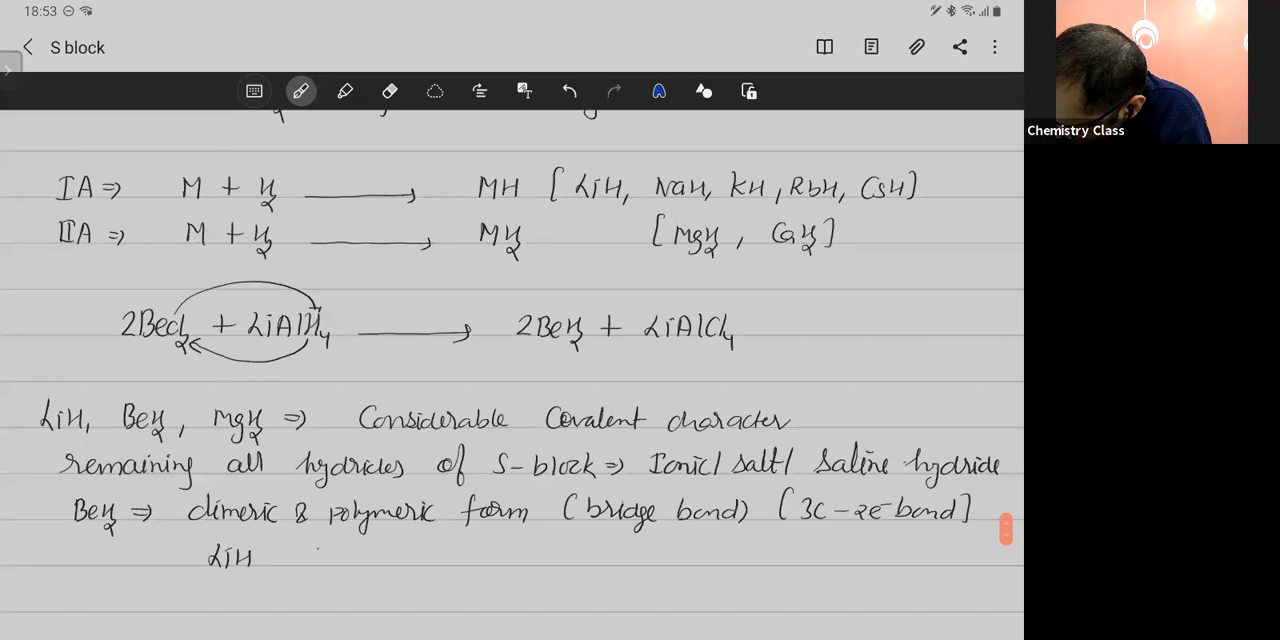 18:53
S block
Chemistry Class
IA ⇒ M + H₂ ⟶ MH [LiH, NaH, KH, RbH, CsH]
IIA ⇒ M + H₂ ⟶ MH₂ [MgH₂, CaH₂]
2BeCl₂ + LiAlH₄ ⟶ 2BeH₂ + LiAlCl₄
LiH, BeH₂, MgH₂ ⇒ Considerable Covalent character
remaining all hydrides of S-block ⇒ Ionic/salt/Saline hydride
BeH₂ ⇒ dimeric & polymeric form (bridge bond) [3C-2e⁻bond]
LiH